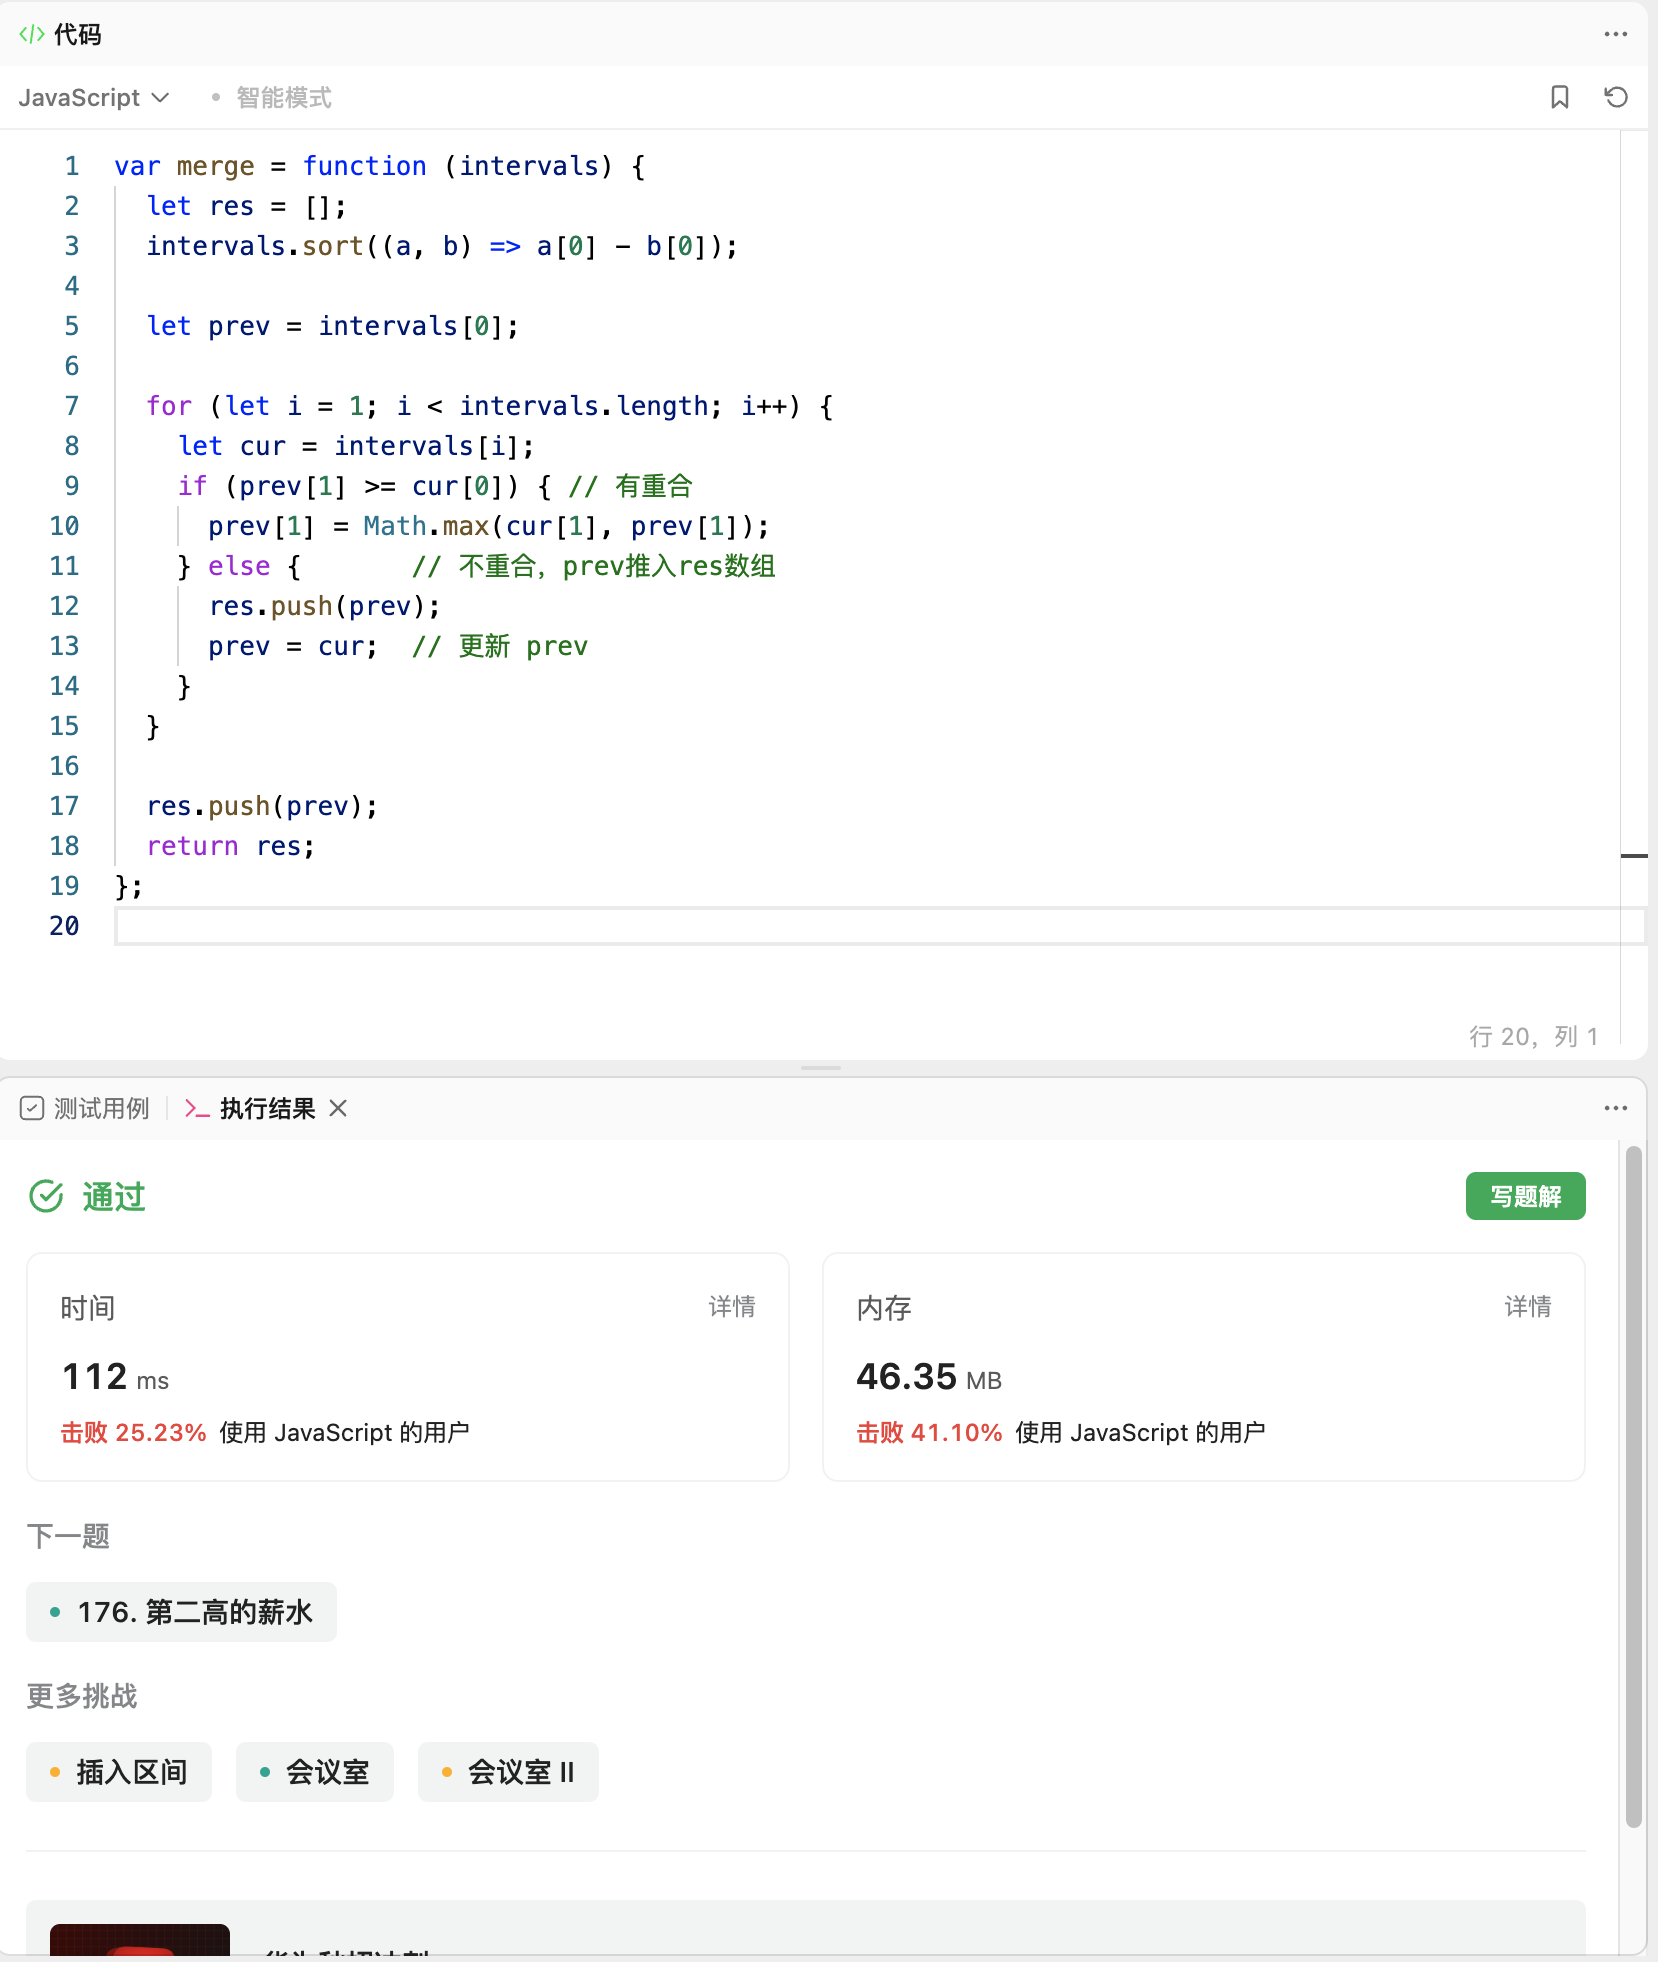 代码
JavaScript 智能模式
1 var merge = function (intervals) {
2 let res = [];
3 intervals.sort((a, b) => a[0] - b[0]);
4
5 let prev = intervals[0];
6
7 for (let i = 1; i < intervals.length; i++) {
8 let cur = intervals[i];
9 if (prev[1] >= cur[0]) { // 有重合
10 prev[1] = Math.max(cur[1], prev[1]);
11 } else { // 不重合，prev推入res数组
12 res.push(prev);
13 prev = cur; // 更新 prev
14 }
15 }
16
17 res.push(prev);
18 return res;
19 };
20
行 20，列 1
测试用例 执行结果
通过 写题解
时间 详情 内存 详情
112 ms 46.35 MB
击败 25.23% 使用 JavaScript 的用户 击败 41.10% 使用 JavaScript 的用户
下一题
176. 第二高的薪水
更多挑战
插入区间 会议室 会议室 II